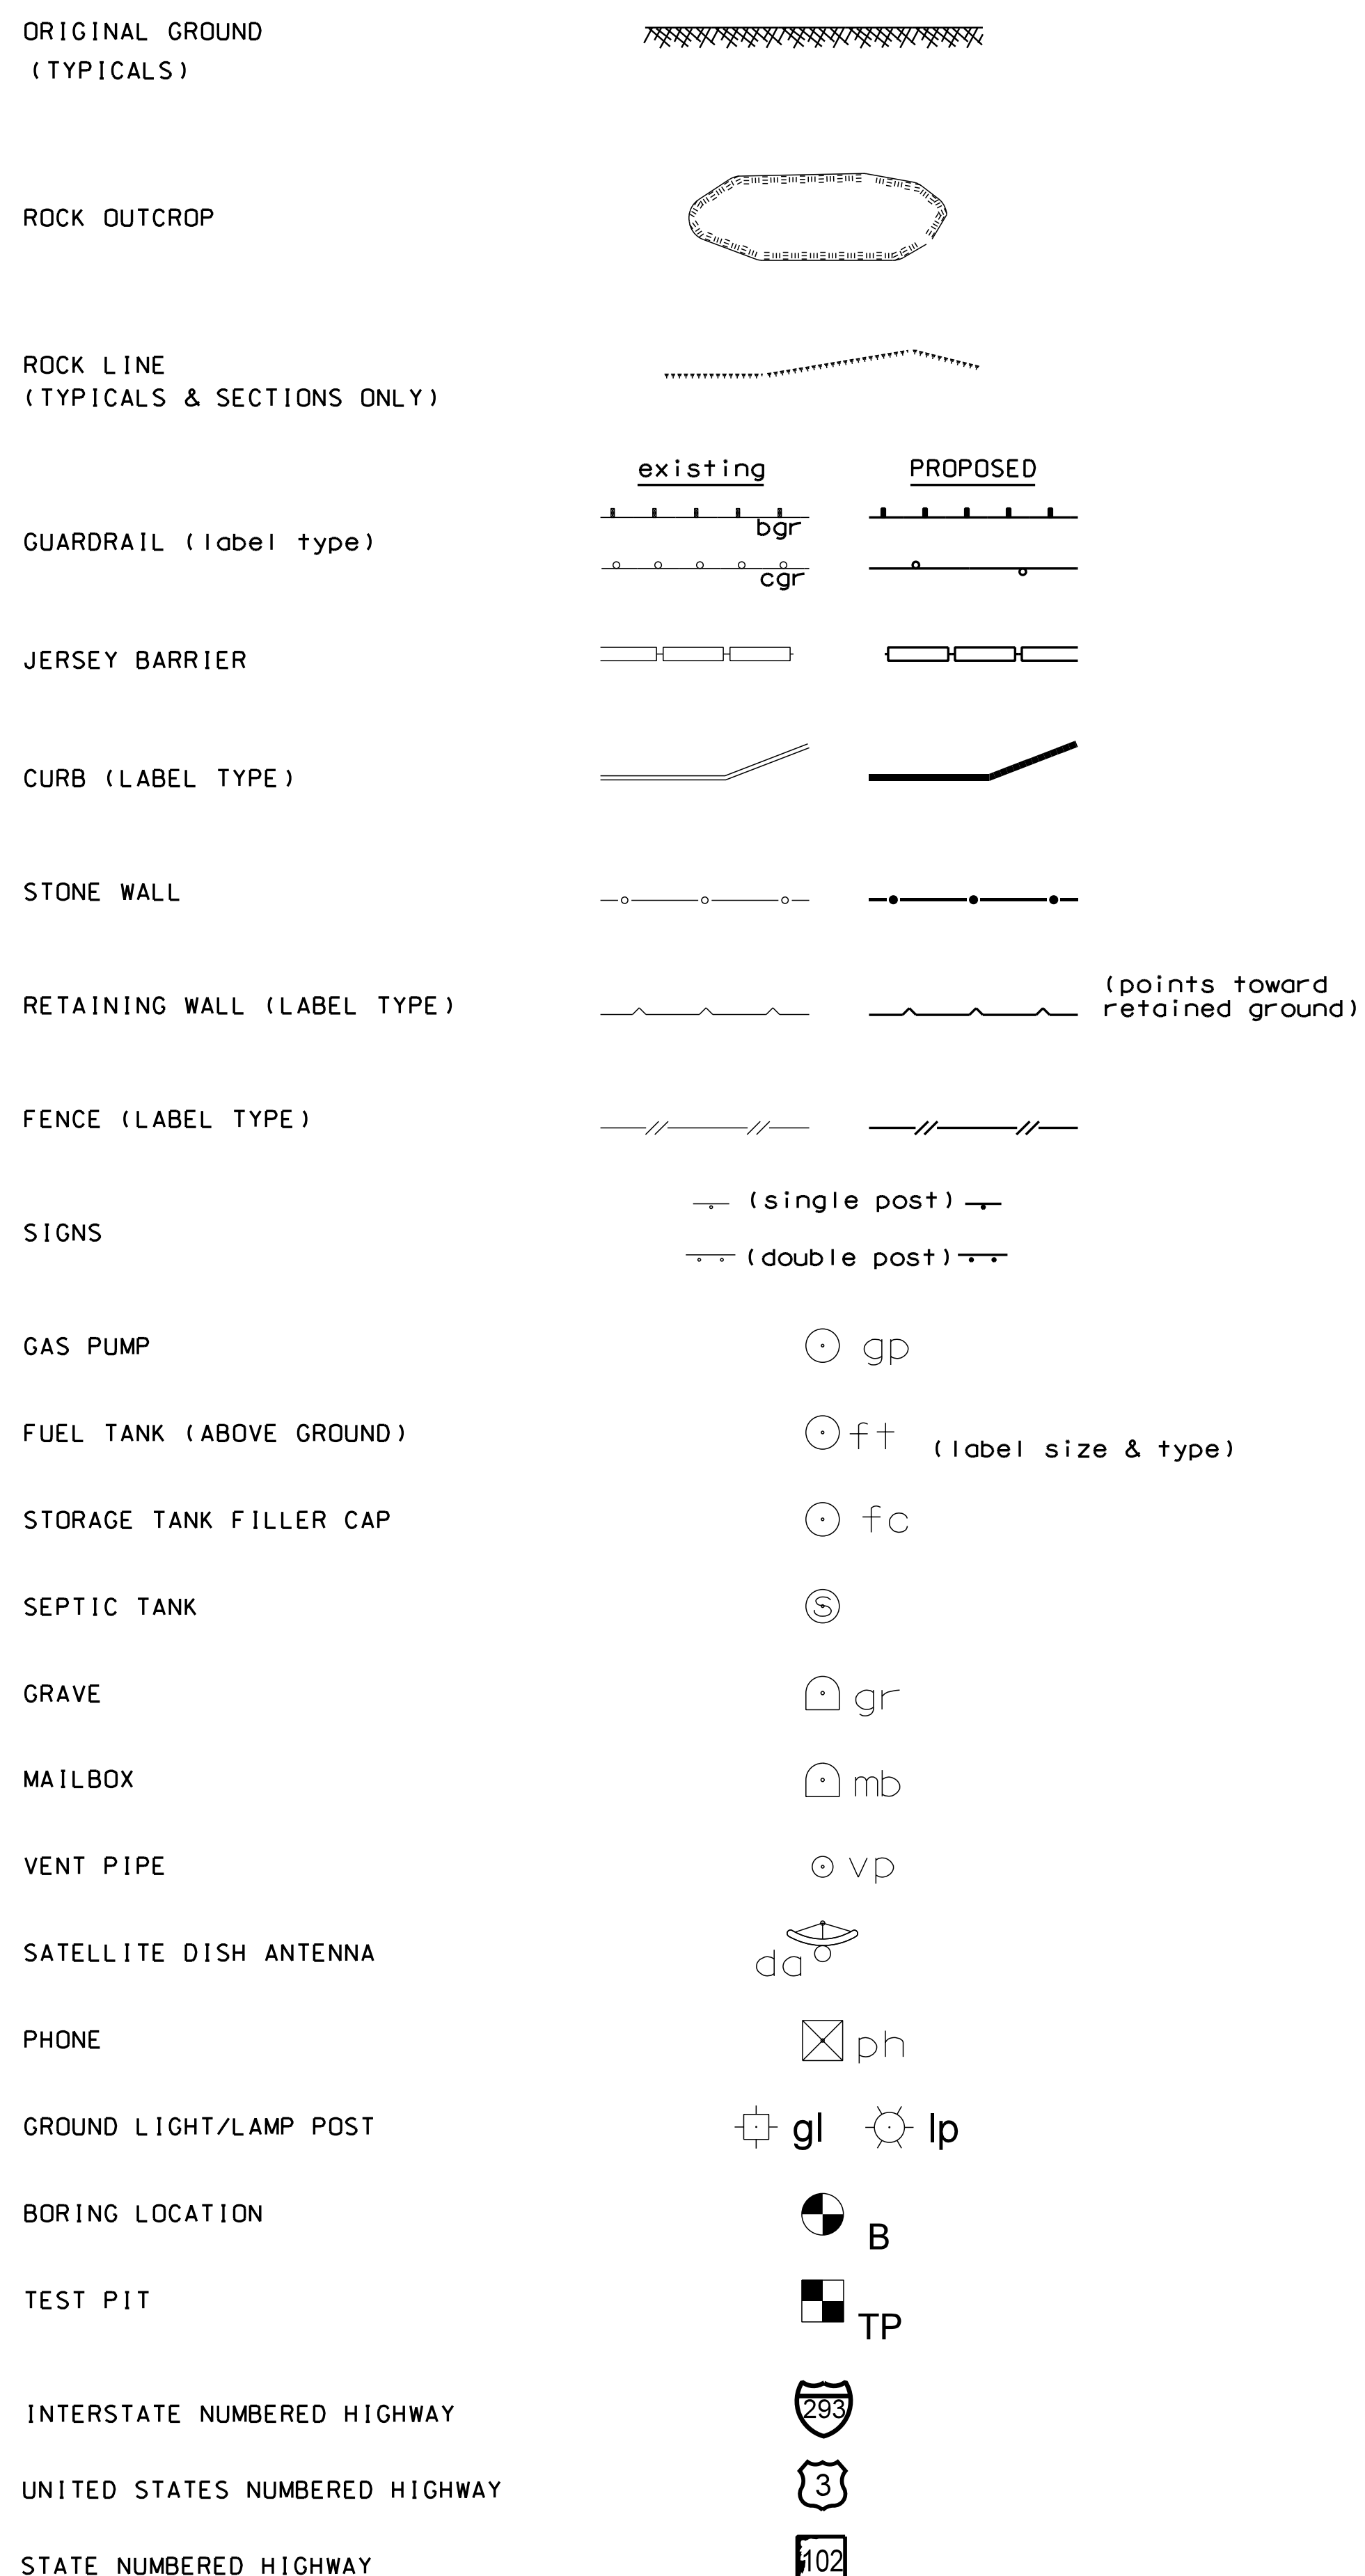 ORIGINAL GROUND
(TYPICALS)
ROCK OUTCROP
ROCK LINE
(TYPICALS & SECTIONS ONLY)
existing PROPOSED
GUARDRAIL (label type)
bgr
cgr
JERSEY BARRIER
CURB (LABEL TYPE)
STONE WALL
RETAINING WALL (LABEL TYPE)
(points toward
retained ground)
FENCE (LABEL TYPE)
SIGNS
(single post)
(double post)
GAS PUMP gp
FUEL TANK (ABOVE GROUND) ft (label size & type)
STORAGE TANK FILLER CAP fc
SEPTIC TANK S
GRAVE gr
MAILBOX mb
VENT PIPE vp
SATELLITE DISH ANTENNA da
PHONE ph
GROUND LIGHT/LAMP POST gl lp
BORING LOCATION B
TEST PIT TP
INTERSTATE NUMBERED HIGHWAY 293
UNITED STATES NUMBERED HIGHWAY 3
STATE NUMBERED HIGHWAY 102